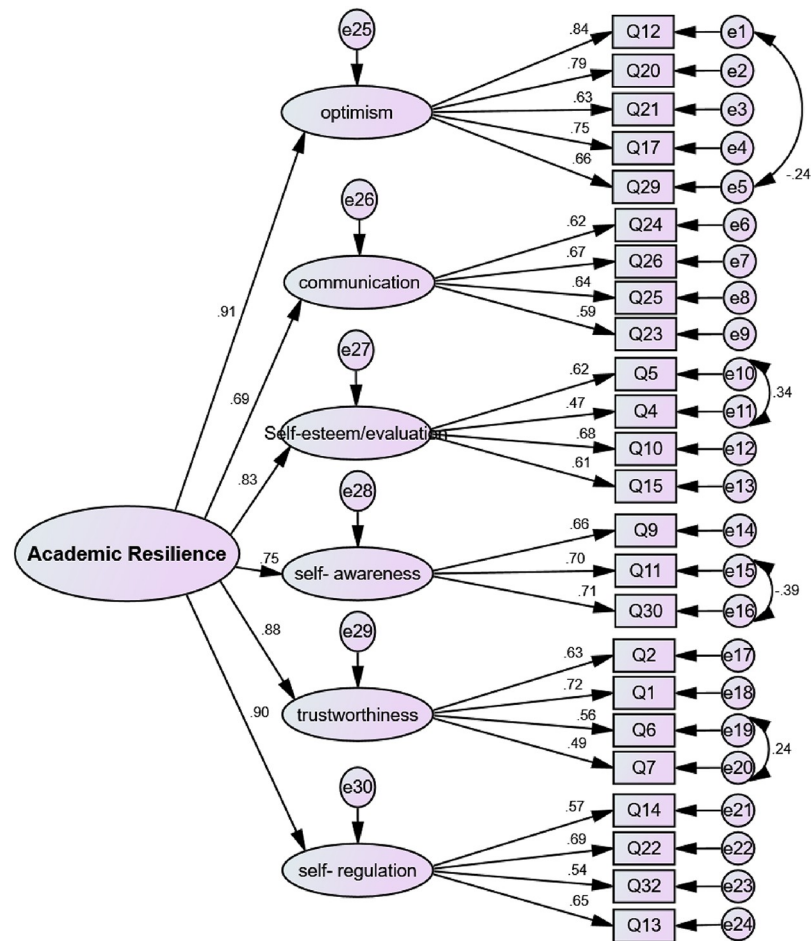 e25
optimism
.84
Q12
e1
.79
Q20
e2
.63
Q21
e3
.75
Q17
e4
.66
Q29
e5
-.24
e26
communication
.62
Q24
e6
.67
Q26
e7
.64
Q25
e8
.59
Q23
e9
.91
e27
Self-esteem/evaluation
.62
Q5
e10
.47
Q4
e11
.34
.68
Q10
e12
.61
Q15
e13
.69
.83
e28
self- awareness
.66
Q9
e14
.70
Q11
e15
.71
Q30
e16
-.39
Academic Resilience
.75
e29
trustworthiness
.63
Q2
e17
.72
Q1
e18
.56
Q6
e19
.49
Q7
e20
.24
.88
.90
e30
self- regulation
.57
Q14
e21
.69
Q22
e22
.54
Q32
e23
.65
Q13
e24